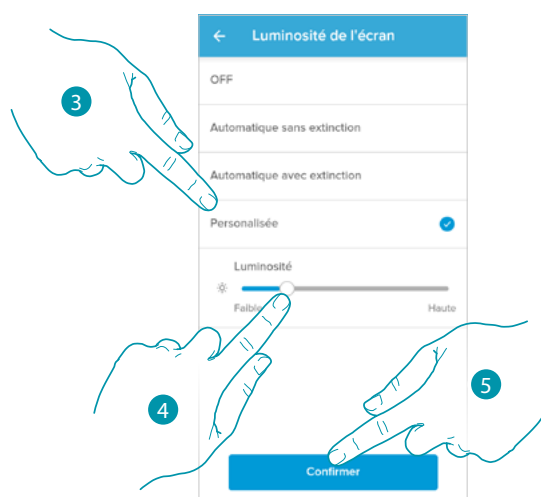 Luminosité de l'écran
OFF
Automatique sans extinction
3
Automatique avec extinction
Personalisée
Luminosité
Faible Haute
4
5
Confirmer